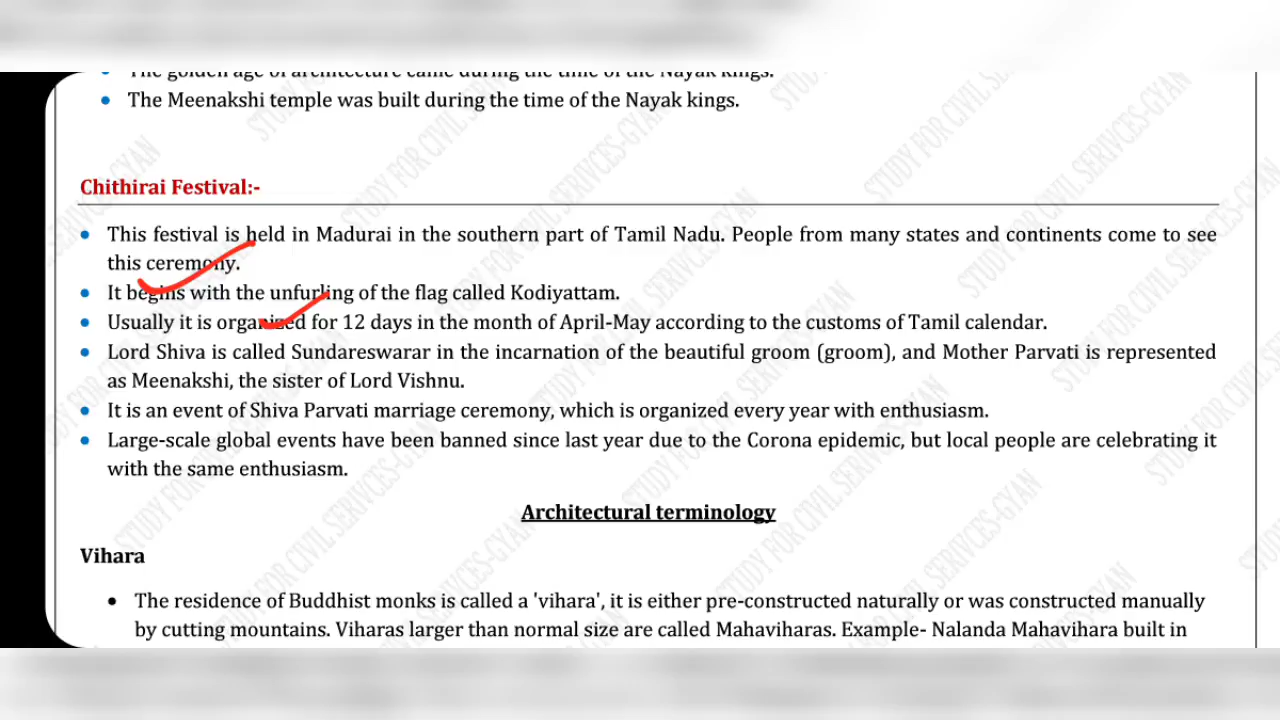 The golden age of architecture came during the time of the Nayak kings.
The Meenakshi temple was built during the time of the Nayak kings.
Chithirai Festival:-
This festival is held in Madurai in the southern part of Tamil Nadu. People from many states and continents come to see
this ceremony.
It begins with the unfurling of the flag called Kodiyattam.
Usually it is organized for 12 days in the month of April-May according to the customs of Tamil calendar.
Lord Shiva is called Sundareswarar in the incarnation of the beautiful groom (groom), and Mother Parvati is represented
as Meenakshi, the sister of Lord Vishnu.
It is an event of Shiva Parvati marriage ceremony, which is organized every year with enthusiasm.
Large-scale global events have been banned since last year due to the Corona epidemic, but local people are celebrating it
with the same enthusiasm.
Architectural terminology
Vihara
The residence of Buddhist monks is called a 'vihara', it is either pre-constructed naturally or was constructed manually
by cutting mountains. Viharas larger than normal size are called Mahaviharas. Example- Nalanda Mahavihara built in
STUDY FOR CIVIL SERIVCES-GYAN